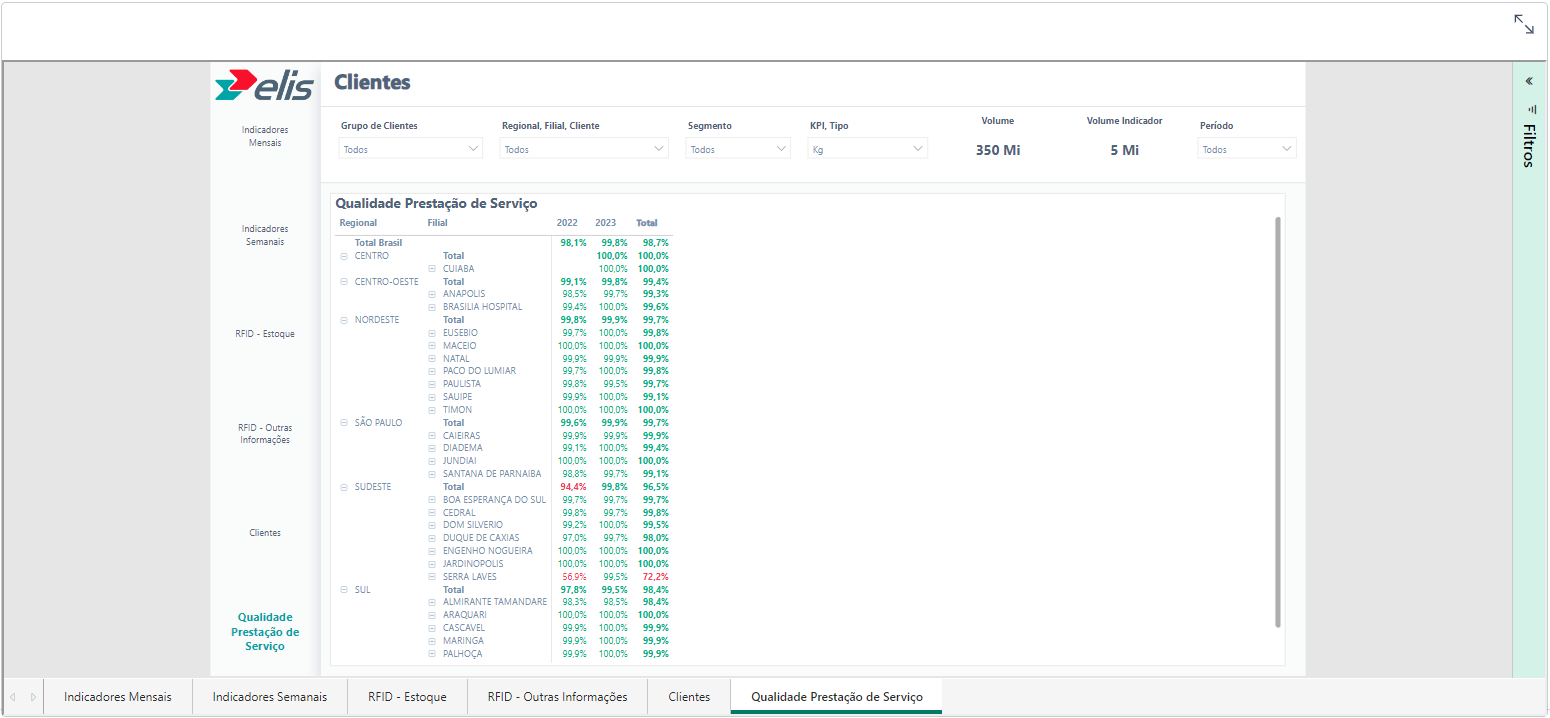 elis
Clientes
Indicadores
Mensais
Indicadores
Semanais
RFID - Estoque
RFID - Outras
Informações
Clientes
Qualidade
Prestação de
Serviço
Grupo de Clientes
Todos
Regional, Filial, Cliente
Todos
Segmento
Todos
KPI, Tipo
Kg
Volume
350 Mi
Volume Indicador
5 Mi
Período
Todos
Filtros
Qualidade Prestação de Serviço
Regional Filial 2022 2023 Total
Total Brasil 98,1% 99,8% 98,7%
CENTRO Total 100,0% 100,0%
CUIABA 100,0% 100,0%
CENTRO-OESTE Total 99,1% 99,8% 99,4%
ANAPOLIS 98,5% 99,7% 99,3%
BRASILIA HOSPITAL 99,4% 100,0% 99,6%
NORDESTE Total 99,8% 99,9% 99,7%
EUSEBIO 99,7% 100,0% 99,8%
MACEIO 100,0% 100,0% 100,0%
NATAL 99,9% 99,9% 99,9%
PACO DO LUMIAR 99,7% 100,0% 99,8%
PAULISTA 99,8% 99,5% 99,7%
SAUIPE 99,9% 100,0% 99,1%
TIMON 100,0% 100,0% 100,0%
SÃO PAULO Total 99,6% 99,9% 99,7%
CAIEIRAS 99,9% 99,9% 99,9%
DIADEMA 99,1% 100,0% 99,4%
JUNDIAI 100,0% 100,0% 100,0%
SANTANA DE PARNAIBA 98,8% 99,7% 99,1%
SUDESTE Total 94,4% 99,8% 96,5%
BOA ESPERANÇA DO SUL 99,7% 99,7% 99,7%
CEDRAL 99,8% 99,7% 99,8%
DOM SILVERIO 99,2% 100,0% 99,5%
DUQUE DE CAXIAS 97,0% 99,7% 98,0%
ENGENHO NOGUEIRA 100,0% 100,0% 100,0%
JARDINOPOLIS 100,0% 100,0% 100,0%
SERRA LAVES 56,9% 99,5% 72,2%
SUL Total 97,8% 99,5% 98,4%
ALMIRANTE TAMANDARE 98,3% 98,5% 98,4%
ARAQUARI 100,0% 100,0% 100,0%
CASCAVEL 99,9% 100,0% 99,9%
MARINGA 99,9% 100,0% 99,9%
PALHOÇA 99,9% 100,0% 99,9%
Indicadores Mensais
Indicadores Semanais
RFID - Estoque
RFID - Outras Informações
Clientes
Qualidade Prestação de Serviço